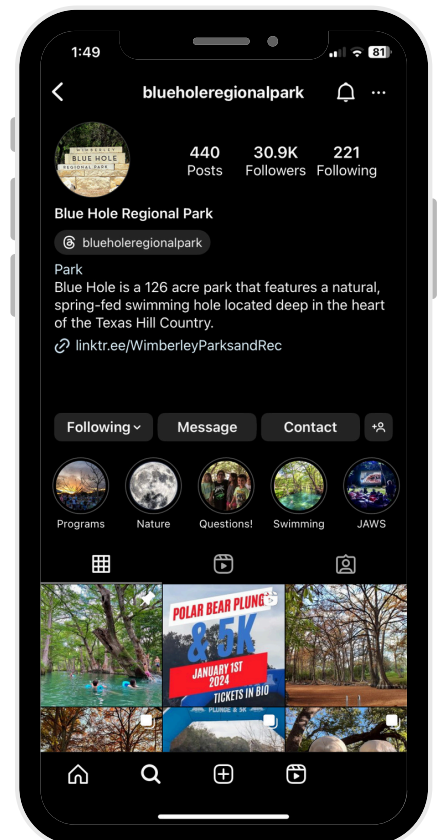 1:49
81
blueholeregionalpark
WIMBERLEY
BLUE HOLE
REGIONAL PARK
440
Posts
30.9K
Followers
221
Following
Blue Hole Regional Park
blueholeregionalpark
Park
Blue Hole is a 126 acre park that features a natural,
spring-fed swimming hole located deep in the heart
of the Texas Hill Country.
linktr.ee/WimberleyParksandRec
Following
Message
Contact
Programs
Nature
Questions!
Swimming
JAWS
POLAR BEAR PLUNG
& 5K
JANUARY 1ST
2024
TICKETS IN BIO
PLUNGE & 5K